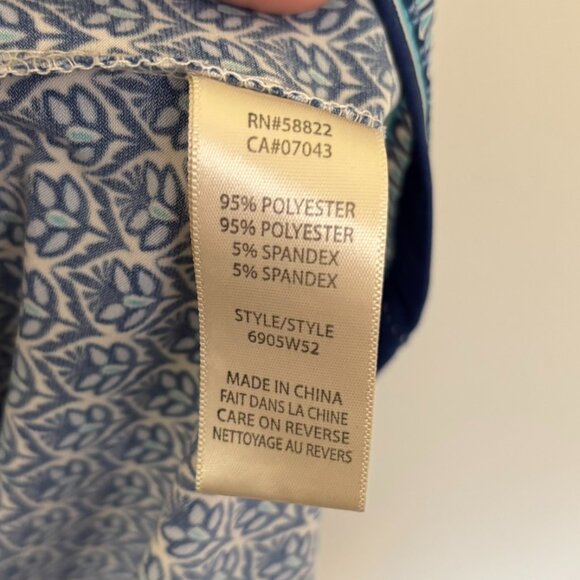 RN#58822
CA#07043
95% POLYESTER
95% POLYESTER
5% SPANDEX
5% SPANDEX
STYLE/STYLE
6905W52
MADE IN CHINA
FAIT DANS LA CHINE
CARE ON REVERSE
NETTOYAGE AU REVERS